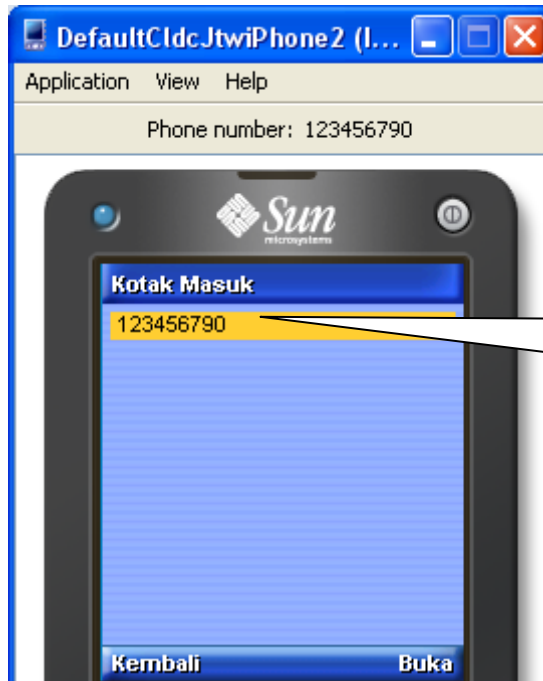 DefaultCldcJtwiPhone2 (I...
Application View Help
Phone number: 123456790
Sun
microsystems
Kotak Masuk
123456790
Kembali Buka